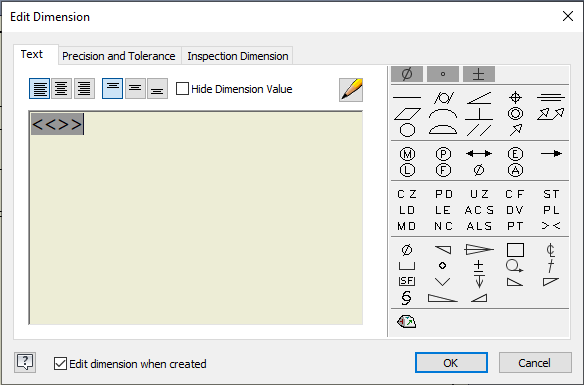 Edit Dimension
Text Precision and Tolerance Inspection Dimension
Hide Dimension Value
<<>>
Ø ° ±
M P E
L F Ø A
CZ PD UZ CF ST
LD LE ACS DV PL
MD NC ALS PT ><
Ø ℄
±
SF
Edit dimension when created
OK Cancel